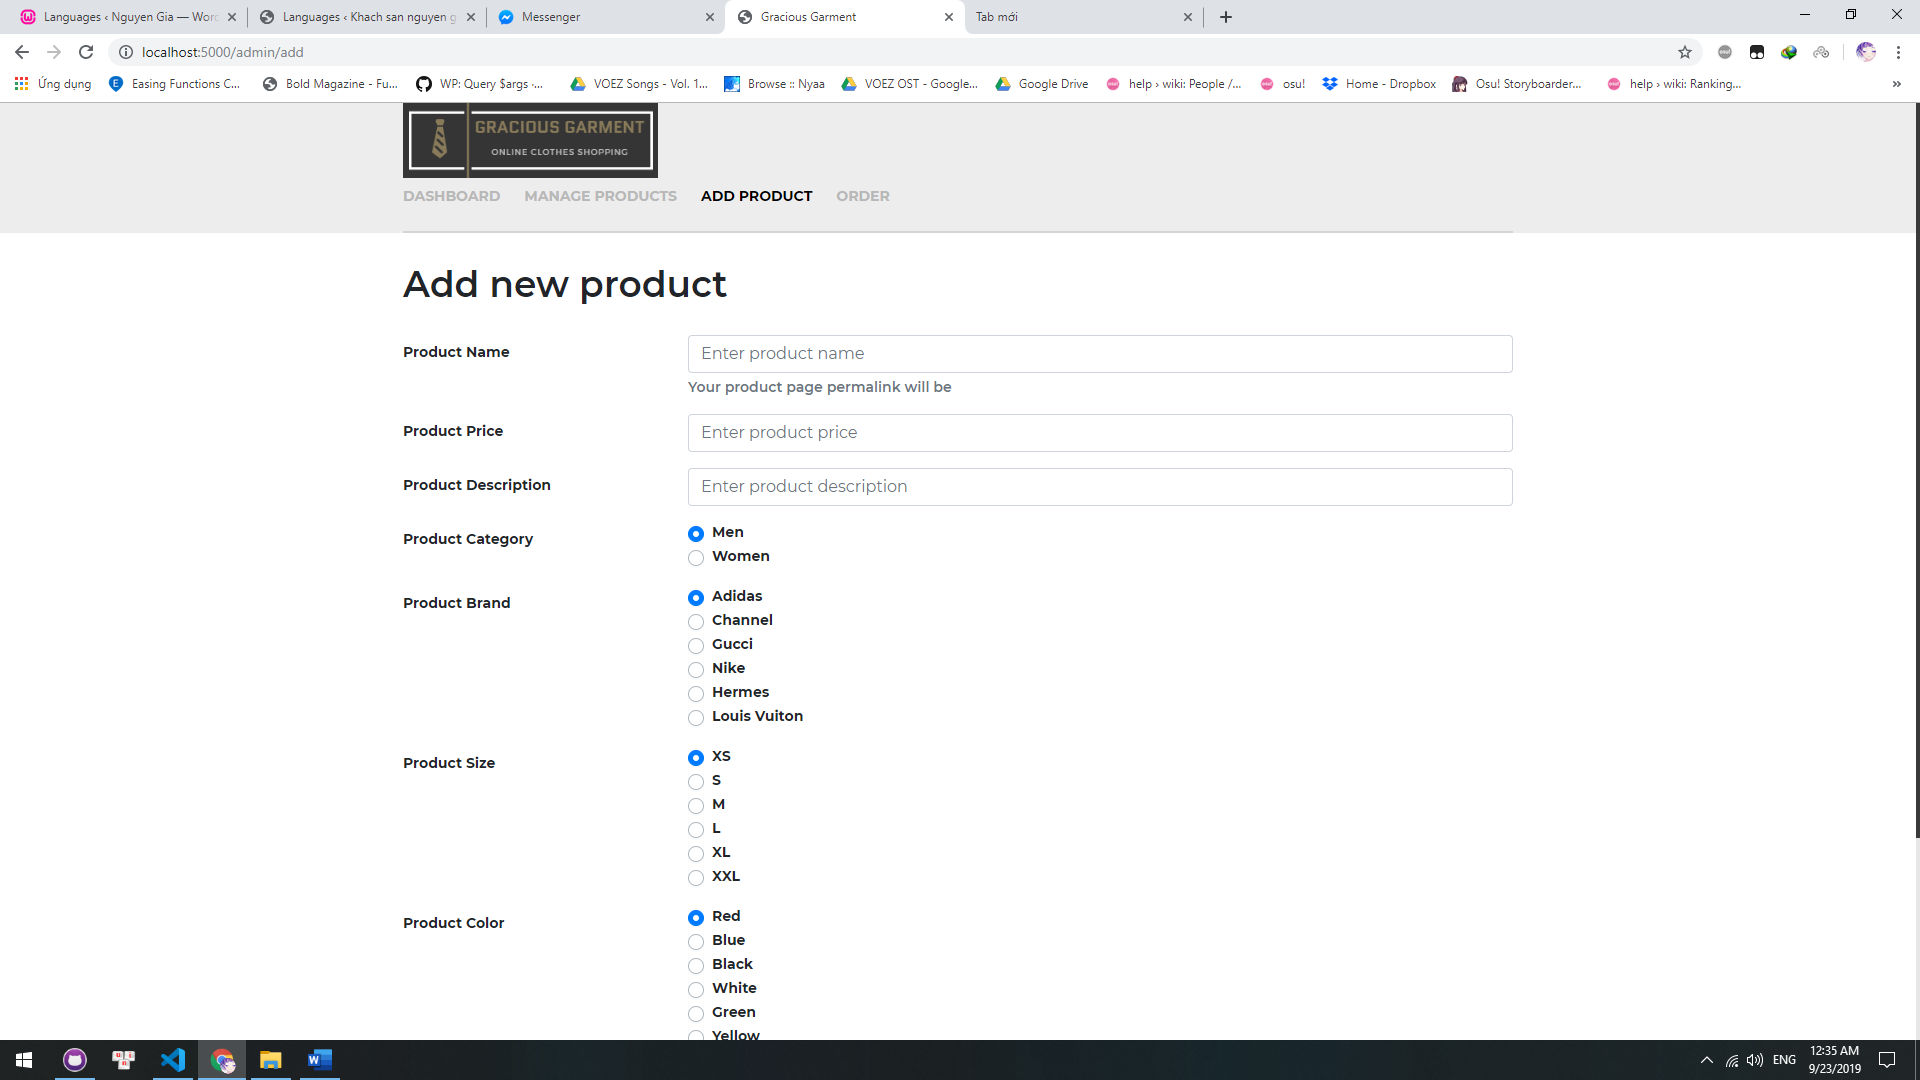 Languages ‹ Nguyen Gia — Word
Languages ‹ Khach san nguyen g
Messenger
Gracious Garment
Tab mới
localhost:5000/admin/add
Ứng dụng
Easing Functions C...
Bold Magazine - Fu...
WP: Query $args -...
VOEZ Songs - Vol. 1...
Browse :: Nyaa
VOEZ OST - Google...
Google Drive
help › wiki: People /...
osu!
Home - Dropbox
Osu! Storyboarder...
help › wiki: Ranking...
»
GRACIOUS GARMENT
ONLINE CLOTHES SHOPPING
DASHBOARD
MANAGE PRODUCTS
ADD PRODUCT
ORDER
Add new product
Product Name
Enter product name
Your product page permalink will be
Product Price
Enter product price
Product Description
Enter product description
Product Category
Men
Women
Product Brand
Adidas
Channel
Gucci
Nike
Hermes
Louis Vuiton
Product Size
XS
S
M
L
XL
XXL
Product Color
Red
Blue
Black
White
Green
Yellow
ENG
12:35 AM
9/23/2019